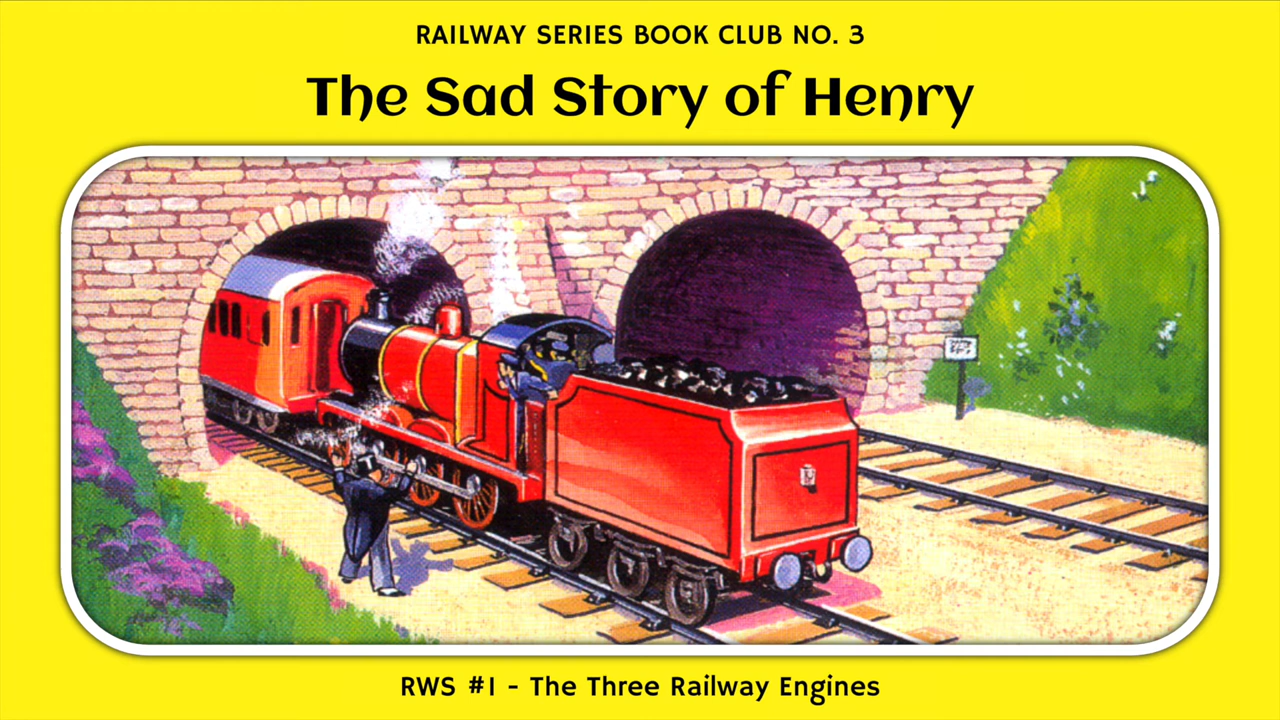 RAILWAY SERIES BOOK CLUB NO. 3
The Sad Story of Henry
RWS #1 - The Three Railway Engines